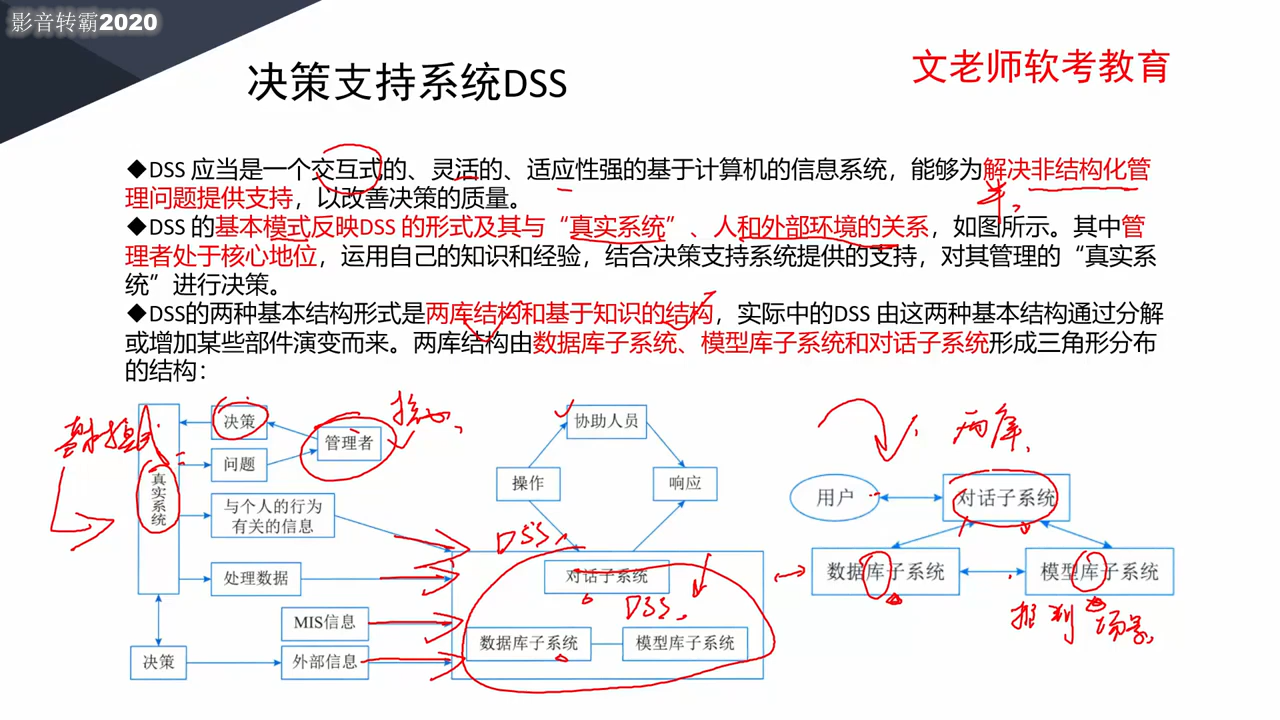 影音转霸2020
决策支持系统DSS
文老师软考教育
◆DSS 应当是一个交互式的、灵活的、适应性强的基于计算机的信息系统，能够为解决非结构化管
理问题提供支持，以改善决策的质量。
半
◆DSS 的基本模式反映DSS 的形式及其与“真实系统”、人和外部环境的关系，如图所示。其中管
理者处于核心地位，运用自己的知识和经验，结合决策支持系统提供的支持，对其管理的“真实系
统”进行决策。
◆DSS的两种基本结构形式是两库结构和基于知识的结构，实际中的DSS 由这两种基本结构通过分解
或增加某些部件演变而来。两库结构由数据库子系统、模型库子系统和对话子系统形成三角形分布
的结构：
决策
管理者
核心
问题
真实系统
与个人的行为
有关的信息
处理数据
MIS信息
决策
外部信息
协助人员
操作
响应
DSS
对话子系统
DSS
数据库子系统
模型库子系统
两库
用户
对话子系统
数据库子系统
模型库子系统
场景